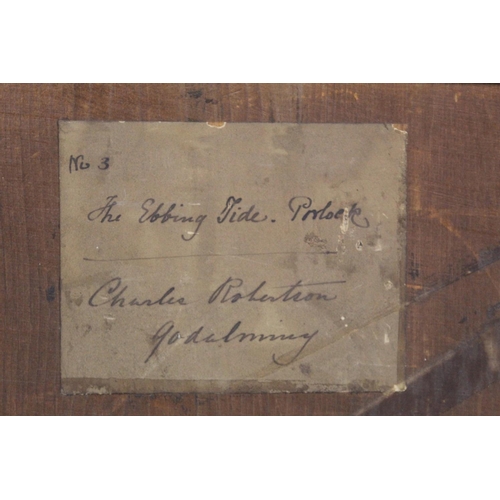 No 3
The Ebbing Tide. Porlock
Charles Robertson
Godalming